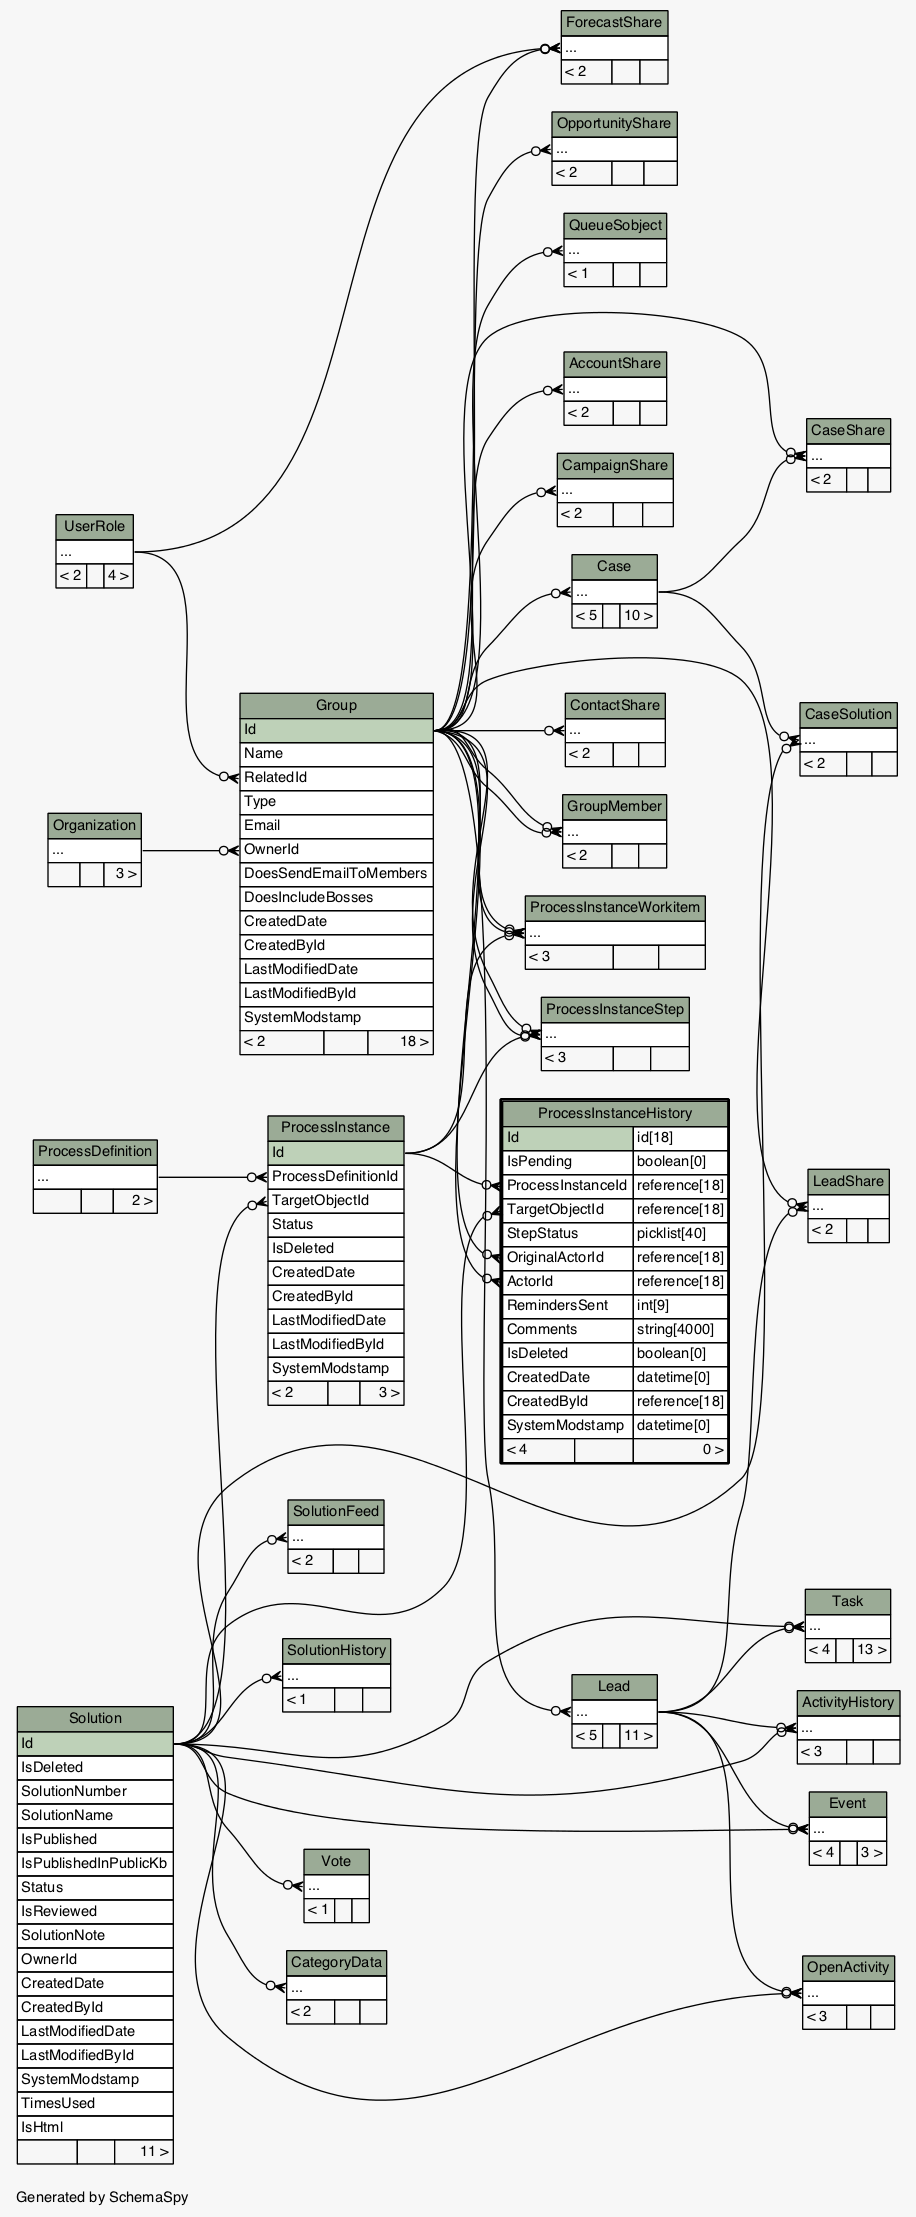 ForecastShare
...
< 2
OpportunityShare
...
< 2
QueueSobject
...
< 1
AccountShare
...
< 2
CaseShare
...
< 2
CampaignShare
...
< 2
UserRole
...
< 2 4 >
Case
...
< 5 10 >
Group
Id
Name
RelatedId
Type
Email
OwnerId
DoesSendEmailToMembers
DoesIncludeBosses
CreatedDate
CreatedById
LastModifiedDate
LastModifiedById
SystemModstamp
< 2 18 >
ContactShare
...
< 2
CaseSolution
...
< 2
GroupMember
...
< 2
Organization
...
3 >
ProcessInstanceWorkitem
...
< 3
ProcessInstanceStep
...
< 3
ProcessInstanceHistory
Id id[18]
IsPending boolean[0]
ProcessInstanceId reference[18]
TargetObjectId reference[18]
StepStatus picklist[40]
OriginalActorId reference[18]
ActorId reference[18]
RemindersSent int[9]
Comments string[4000]
IsDeleted boolean[0]
CreatedDate datetime[0]
CreatedById reference[18]
SystemModstamp datetime[0]
< 4 0 >
ProcessInstance
Id
ProcessDefinitionId
TargetObjectId
Status
IsDeleted
CreatedDate
CreatedById
LastModifiedDate
LastModifiedById
SystemModstamp
< 2 3 >
ProcessDefinition
...
2 >
LeadShare
...
< 2
SolutionFeed
...
< 2
Task
...
< 4 13 >
SolutionHistory
...
< 1
Lead
...
< 5 11 >
ActivityHistory
...
< 3
Solution
Id
IsDeleted
SolutionNumber
SolutionName
IsPublished
IsPublishedInPublicKb
Status
IsReviewed
SolutionNote
OwnerId
CreatedDate
CreatedById
LastModifiedDate
LastModifiedById
SystemModstamp
TimesUsed
IsHtml
11 >
Event
...
< 4 3 >
Vote
...
< 1
CategoryData
...
< 2
OpenActivity
...
< 3
Generated by SchemaSpy